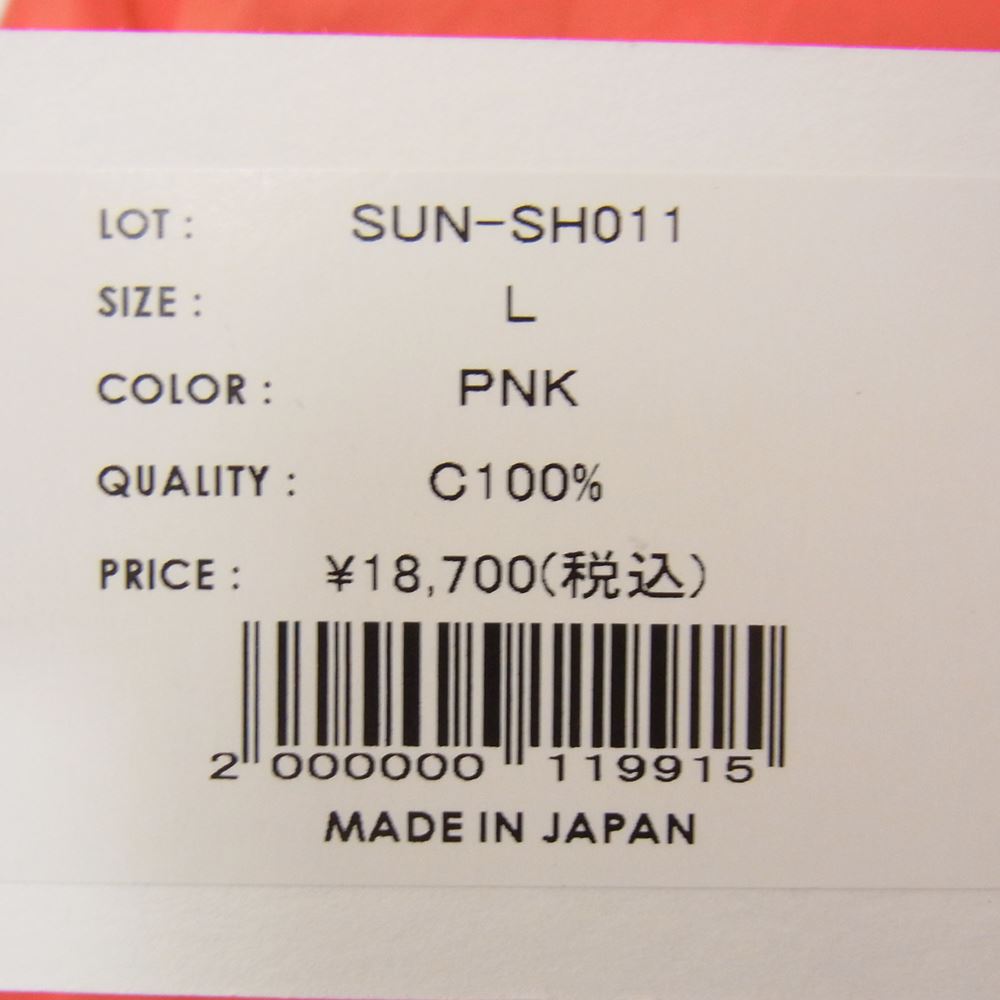 LOT : SUN-SH011
SIZE : L
COLOR : PNK
QUALITY : C100%
PRICE : ¥18,700(税込)
2 000000 119915
MADE IN JAPAN